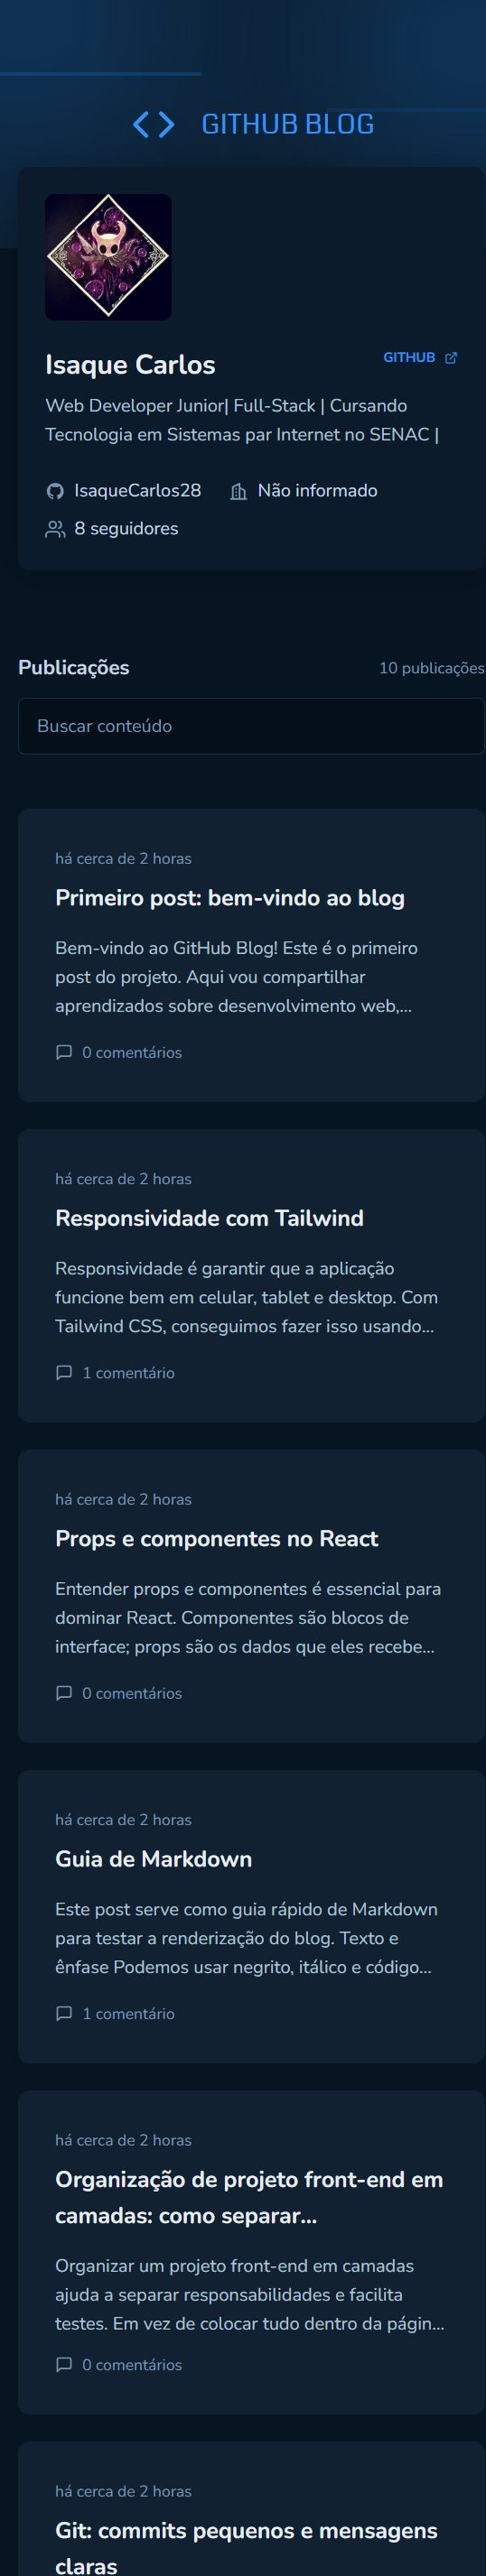 GITHUB BLOG
Isaque Carlos
GITHUB
Web Developer Junior| Full-Stack | Cursando
Tecnologia em Sistemas par Internet no SENAC |
IsaqueCarlos28
Não informado
8 seguidores
Publicações
10 publicações
Buscar conteúdo
há cerca de 2 horas
Primeiro post: bem-vindo ao blog
Bem-vindo ao GitHub Blog! Este é o primeiro
post do projeto. Aqui vou compartilhar
aprendizados sobre desenvolvimento web,...
0 comentários
há cerca de 2 horas
Responsividade com Tailwind
Responsividade é garantir que a aplicação
funcione bem em celular, tablet e desktop. Com
Tailwind CSS, conseguimos fazer isso usando...
1 comentário
há cerca de 2 horas
Props e componentes no React
Entender props e componentes é essencial para
dominar React. Componentes são blocos de
interface; props são os dados que eles recebe...
0 comentários
há cerca de 2 horas
Guia de Markdown
Este post serve como guia rápido de Markdown
para testar a renderização do blog. Texto e
ênfase Podemos usar negrito, itálico e código...
1 comentário
há cerca de 2 horas
Organização de projeto front-end em
camadas: como separar...
Organizar um projeto front-end em camadas
ajuda a separar responsabilidades e facilita
testes. Em vez de colocar tudo dentro da págin...
0 comentários
há cerca de 2 horas
Git: commits pequenos e mensagens
claras